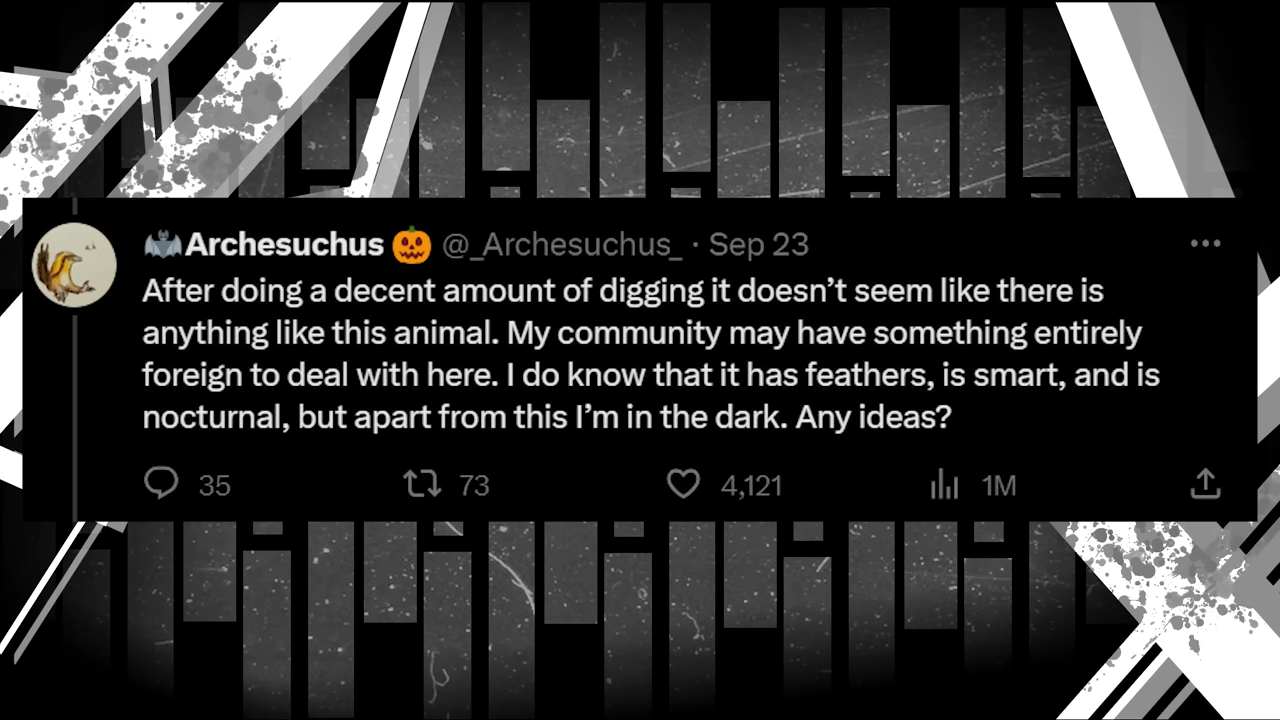 🦇Archesuchus 🎃 @_Archesuchus_ · Sep 23
After doing a decent amount of digging it doesn’t seem like there is
anything like this animal. My community may have something entirely
foreign to deal with here. I do know that it has feathers, is smart, and is
nocturnal, but apart from this I’m in the dark. Any ideas?
35 73 4,121 1M